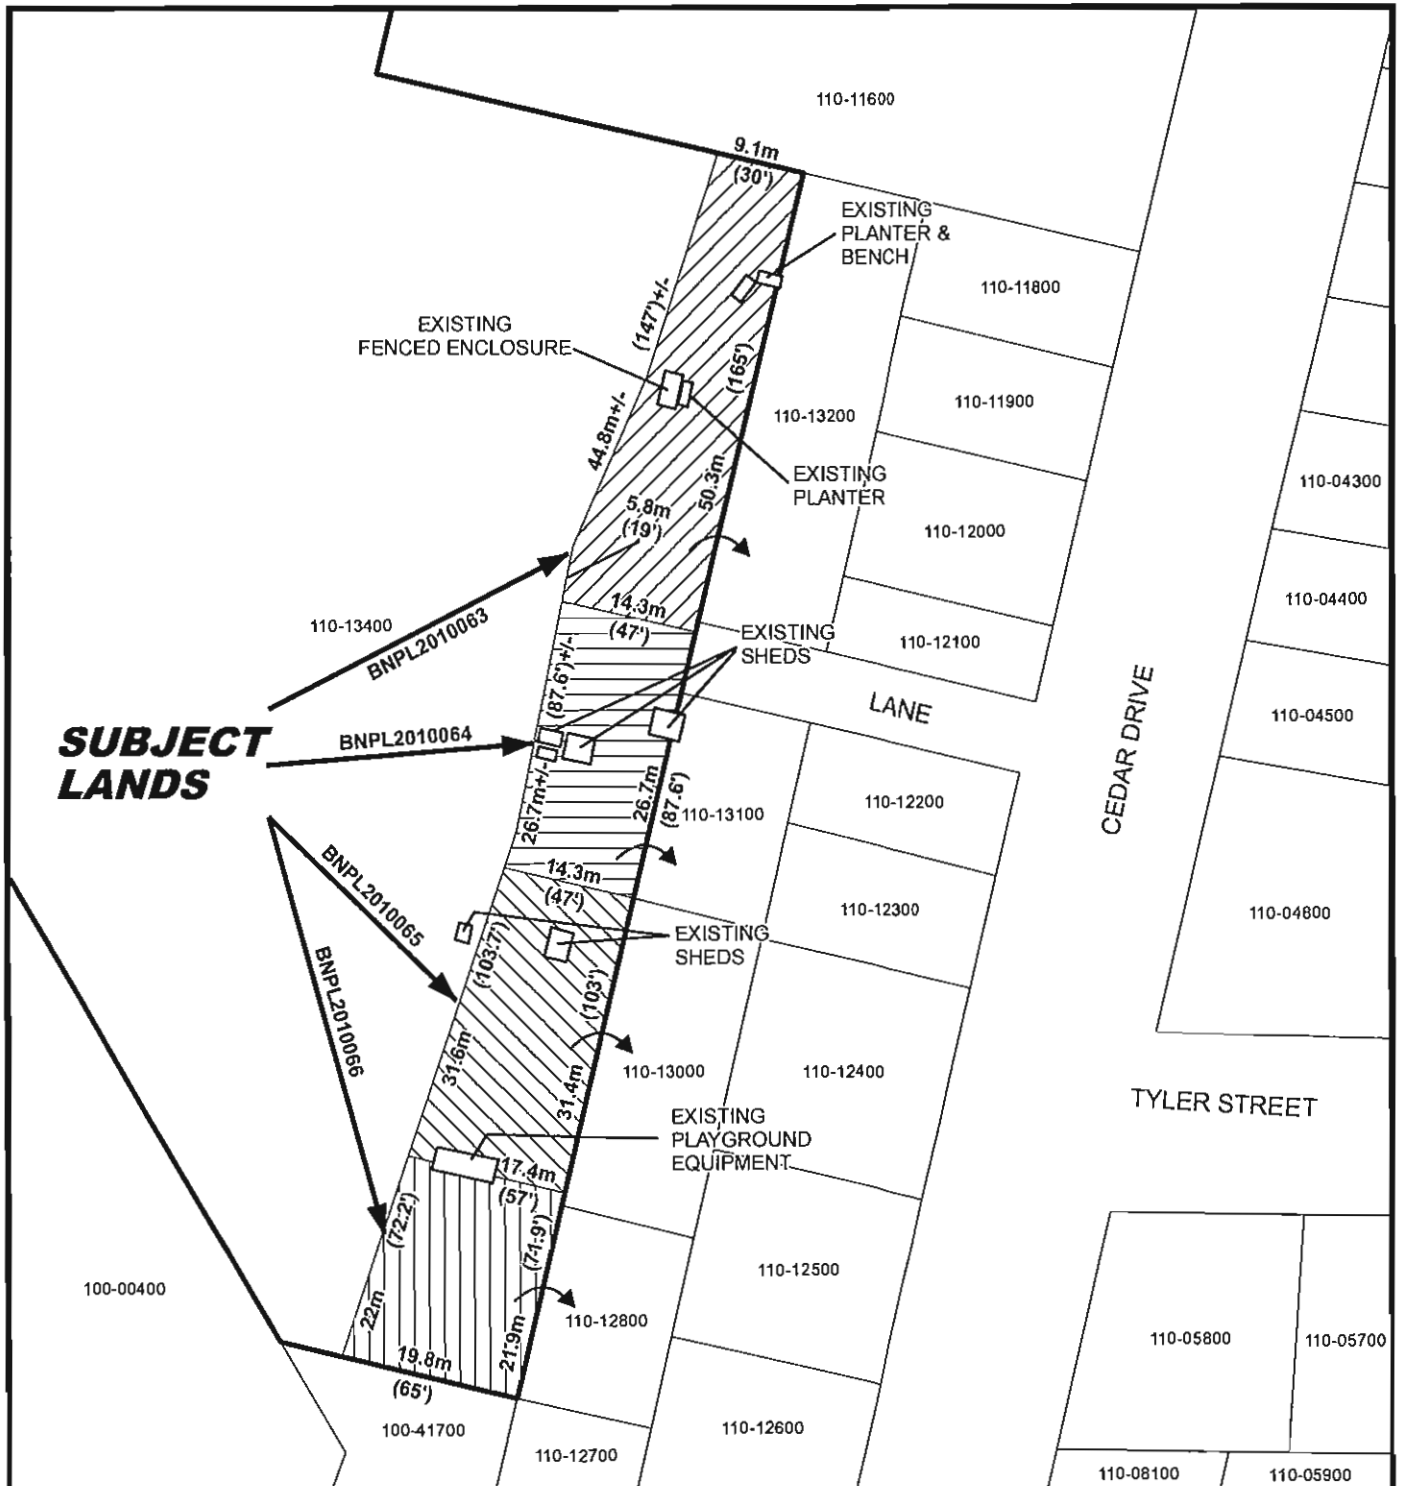 110-11600
9.1m
(30')
EXISTING
PLANTER &
BENCH
110-11800
EXISTING
FENCED ENCLOSURE
(147')+/-
44.8m+/-
(165')
50.3m
110-13200
110-11900
110-04300
EXISTING
PLANTER
5.8m
(19')
110-12000
110-04400
14.3m
(47')
110-13400
BNPL2010063
EXISTING
SHEDS
110-12100
LANE
CEDAR DRIVE
110-04500
(87.6')+/-
26.7m+/-
SUBJECT
LANDS
BNPL2010064
26.7m
(87.6')
110-13100
110-12200
14.3m
(47')
110-12300
110-04800
BNPL2010065
EXISTING
SHEDS
(103.7')
31.6m
(103')
31.4m
BNPL2010066
110-13000
110-12400
TYLER STREET
EXISTING
PLAYGROUND
EQUIPMENT
17.4m
(57')
(72.2')
22m
(71.9')
21.9m
110-12500
100-00400
110-12800
110-05800
110-05700
19.8m
(65')
100-41700
110-12600
110-12700
110-08100
110-05900